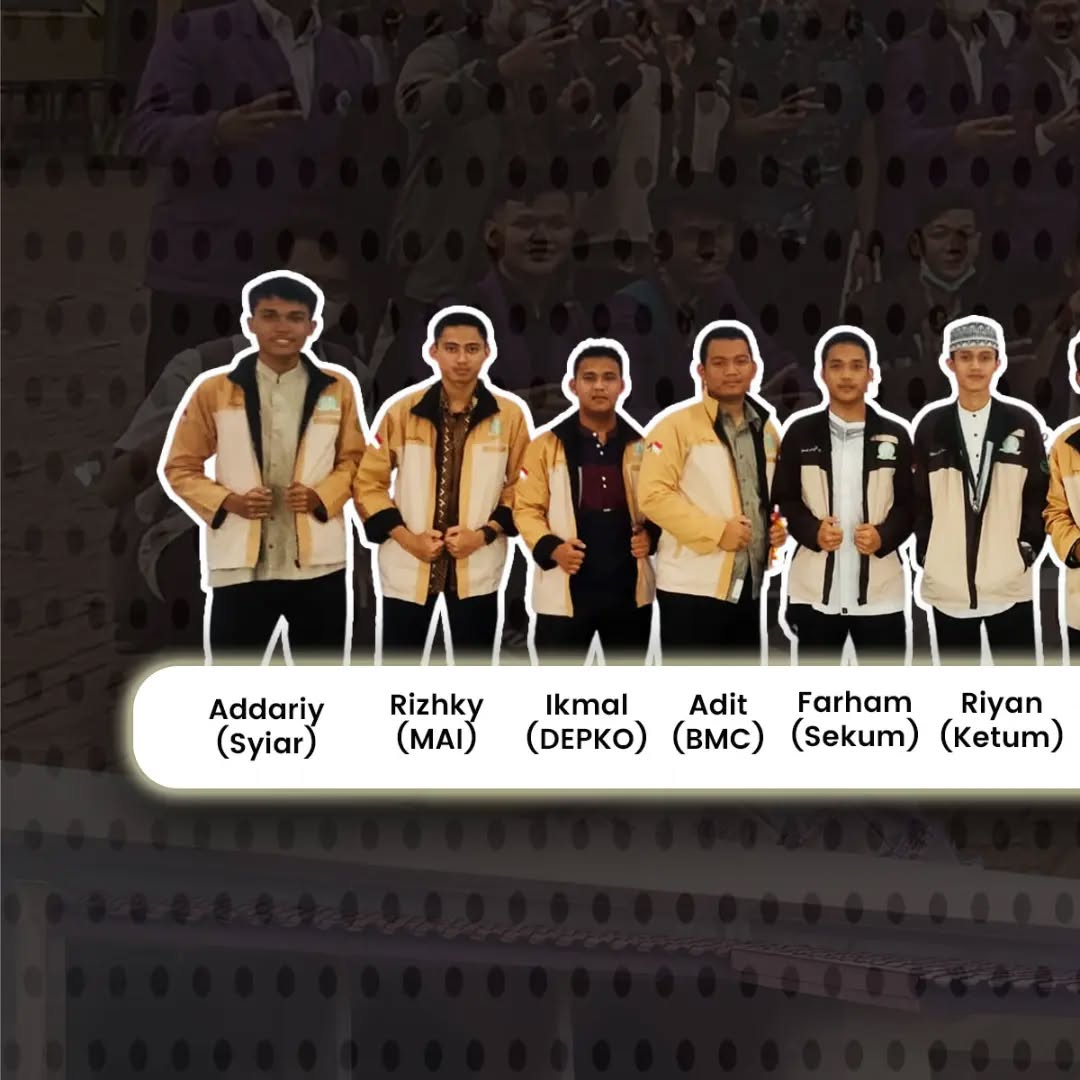 Addariy
(Syiar)
Rizhky
(MAI)
Ikmal
(DEPKO)
Adit
(BMC)
Farham
(Sekum)
Riyan
(Ketum)